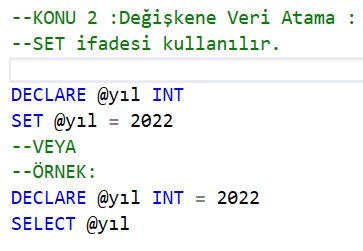 --KONU 2 :Değişkene Veri Atama :
--SET ifadesi kullanılır.
DECLARE @yıl INT
SET @yıl = 2022
--VEYA
--ÖRNEK:
DECLARE @yıl INT = 2022
SELECT @yıl